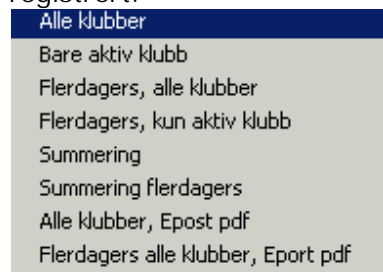 registrert.
Alle klubber
Bare aktiv klubb
Flerdagers, alle klubber
Flerdagers, kun aktiv klubb
Summering
Summering flerdagers
Alle klubber, Epost pdf
Flerdagers alle klubber, Eport pdf